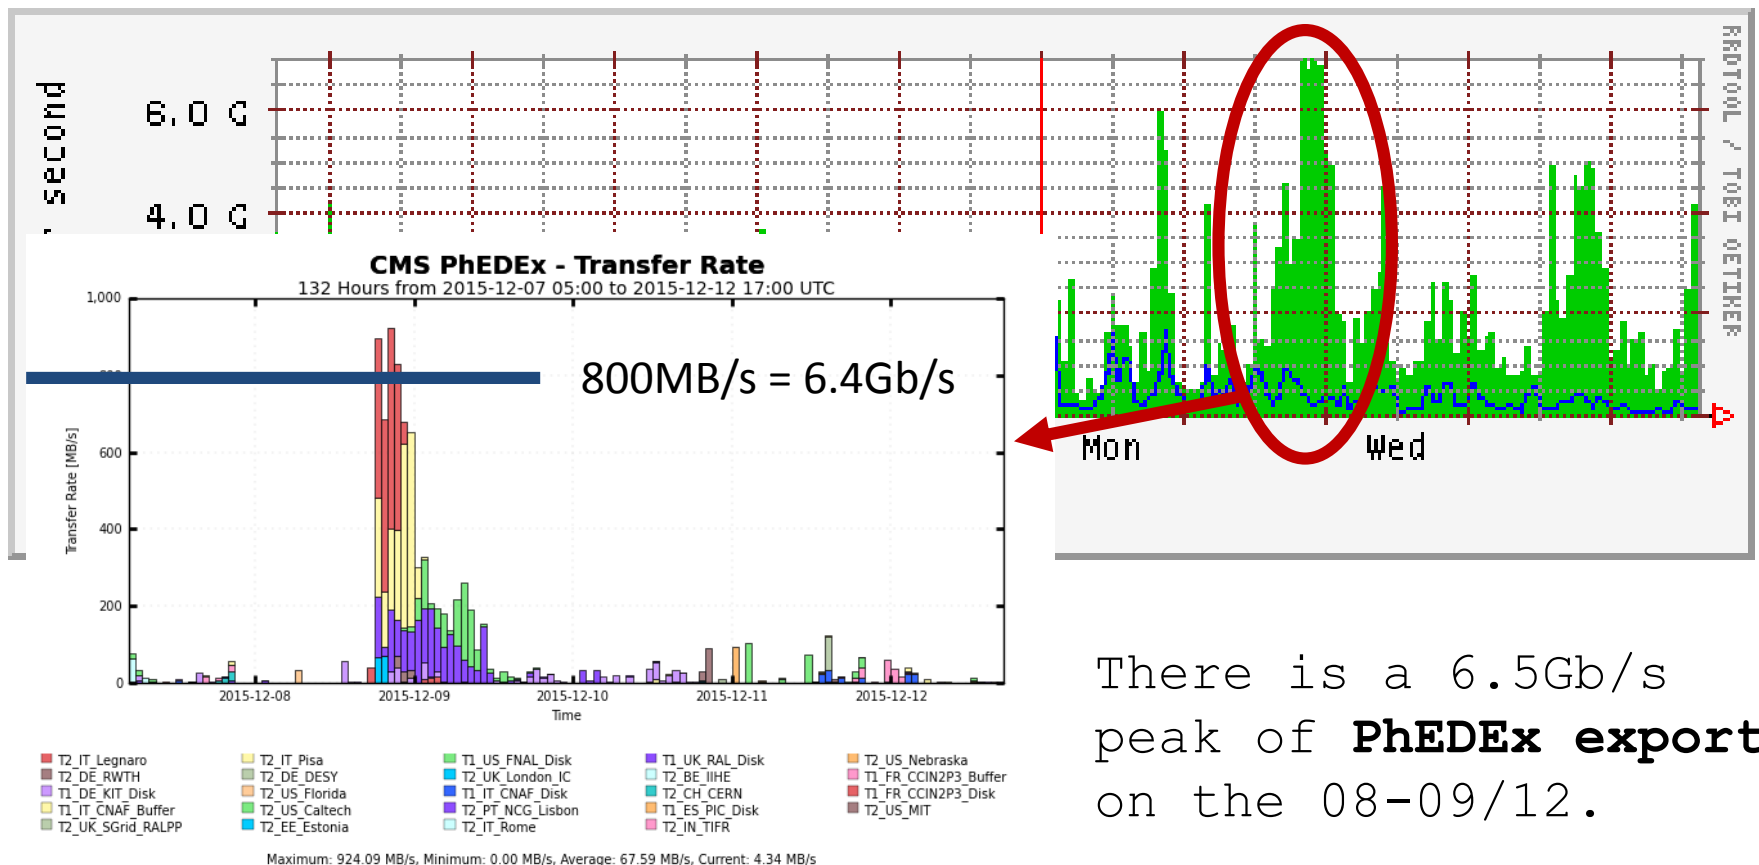 second
6.0 G
4.0 G
RRDTOOL / TOBI OETIKER
Mon
Wed
CMS PhEDEx - Transfer Rate
132 Hours from 2015-12-07 05:00 to 2015-12-12 17:00 UTC
1,000
800MB/s = 6.4Gb/s
600
400
200
0
Transfer Rate [MB/s]
2015-12-08 2015-12-09 2015-12-10 2015-12-11 2015-12-12
Time
T2_IT_Legnaro T2_IT_Pisa T1_US_FNAL_Disk T1_UK_RAL_Disk T2_US_Nebraska
T2_DE_RWTH T2_DE_DESY T2_UK_London_IC T2_BE_IIHE T1_FR_CCIN2P3_Buffer
T1_DE_KIT_Disk T2_US_Florida T1_IT_CNAF_Disk T2_CH_CERN T1_FR_CCIN2P3_Disk
T1_IT_CNAF_Buffer T2_US_Caltech T2_PT_NCG_Lisbon T1_ES_PIC_Disk T2_US_MIT
T2_UK_SGrid_RALPP T2_EE_Estonia T2_IT_Rome T2_IN_TIFR
Maximum: 924.09 MB/s, Minimum: 0.00 MB/s, Average: 67.59 MB/s, Current: 4.34 MB/s
There is a 6.5Gb/s
peak of PhEDEx export
on the 08-09/12.